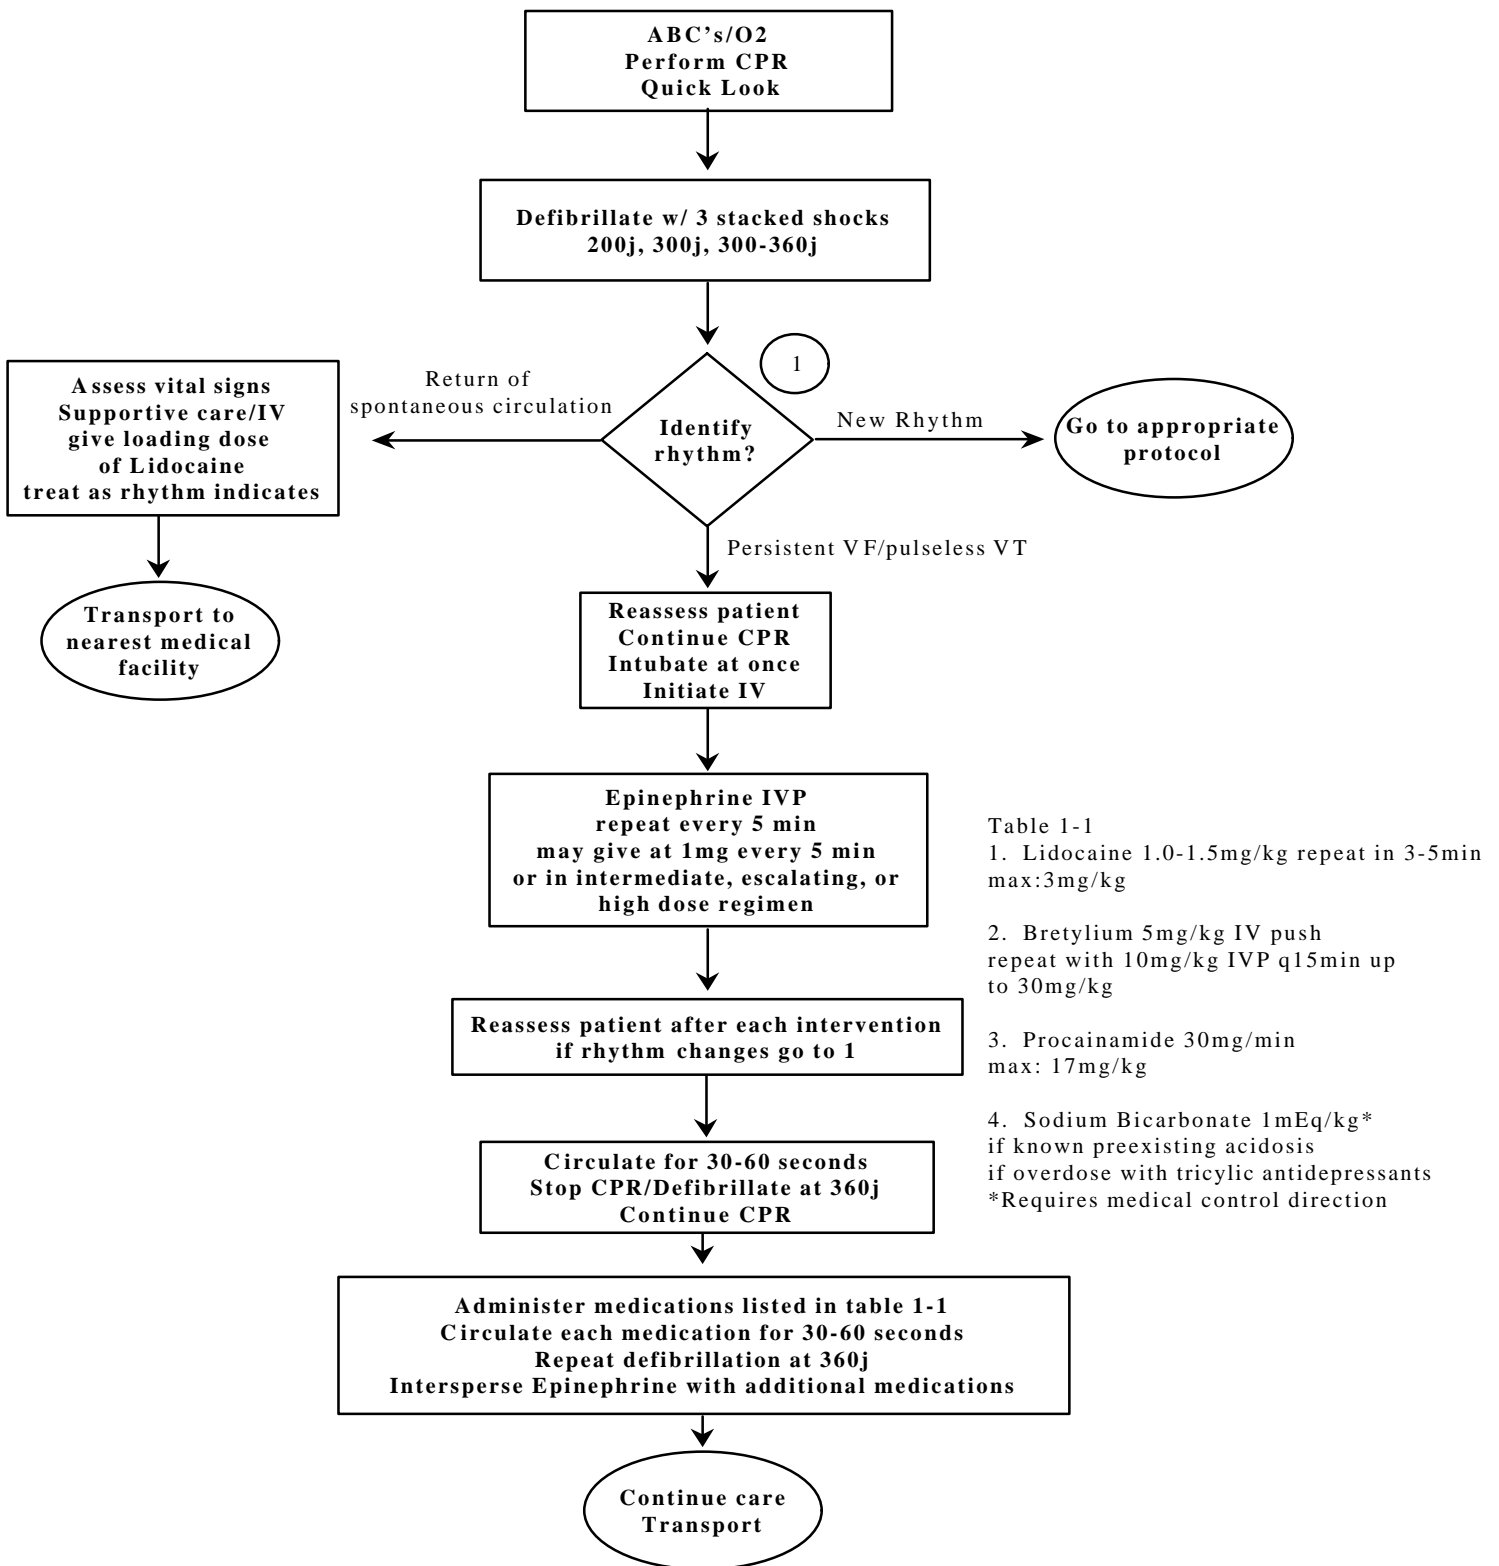 ABC's/O2
Perform CPR
Quick Look
Defibrillate w/ 3 stacked shocks
200j, 300j, 300-360j
1
Identify
rhythm?
Return of
spontaneous circulation
New Rhythm
Go to appropriate
protocol
Assess vital signs
Supportive care/IV
give loading dose
of Lidocaine
treat as rhythm indicates
Transport to
nearest medical
facility
Persistent VF/pulseless VT
Reassess patient
Continue CPR
Intubate at once
Initiate IV
Epinephrine IVP
repeat every 5 min
may give at 1mg every 5 min
or in intermediate, escalating, or
high dose regimen
Reassess patient after each intervention
if rhythm changes go to 1
Circulate for 30-60 seconds
Stop CPR/Defibrillate at 360j
Continue CPR
Administer medications listed in table 1-1
Circulate each medication for 30-60 seconds
Repeat defibrillation at 360j
Intersperse Epinephrine with additional medications
Continue care
Transport
Table 1-1
1. Lidocaine 1.0-1.5mg/kg repeat in 3-5min
max:3mg/kg
2. Bretylium 5mg/kg IV push
repeat with 10mg/kg IVP q15min up
to 30mg/kg
3. Procainamide 30mg/min
max: 17mg/kg
4. Sodium Bicarbonate 1mEq/kg*
if known preexisting acidosis
if overdose with tricylic antidepressants
*Requires medical control direction